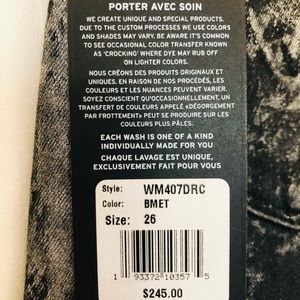 PORTER AVEC SOIN
WE CREATE UNIQUE AND SPECIAL PRODUCTS.
DUE TO THE CUSTOM PROCESSES WE USE COLORS
AND SHADES MAY VARY. BE AWARE IT'S COMMON
TO SEE OCCASIONAL COLOR TRANSFER KNOWN
AS 'CROCKING' WHERE DYE MAY RUB OFF
ON LIGHTER COLORS.
NOUS CRÉONS DES PRODUITS ORIGINAUX ET
UNIQUES. EN RAISON DE NOS PROCÉDÉS, LES
COULEURS ET LES NUANCES PEUVENT VARIER.
SOYEZ CONSCIENT QU'OCCASIONNELLEMENT,
UN TRANSFERT DE COULEUR APPELÉ «DÉGORGEMENT
PAR FROTTEMENT» PEUT SE PRODUIRE SUR LES
COULEURS PLUS PÂLES.
EACH WASH IS ONE OF A KIND
INDIVIDUALLY MADE FOR YOU
CHAQUE LAVAGE EST UNIQUE,
EXCLUSIVEMENT FAIT POUR VOUS
Style: WM407DRC
Color: BMET
Size: 26
1 93372 10357 5
$245.00